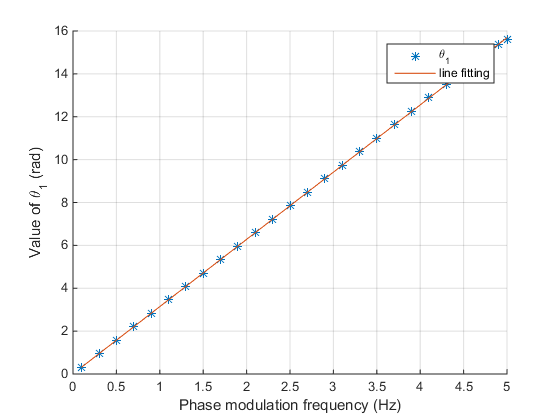 16
14
12
10
8
6
4
2
0
Value of θ₁ (rad)
θ₁
line fitting
0 0.5 1 1.5 2 2.5 3 3.5 4 4.5 5
Phase modulation frequency (Hz)